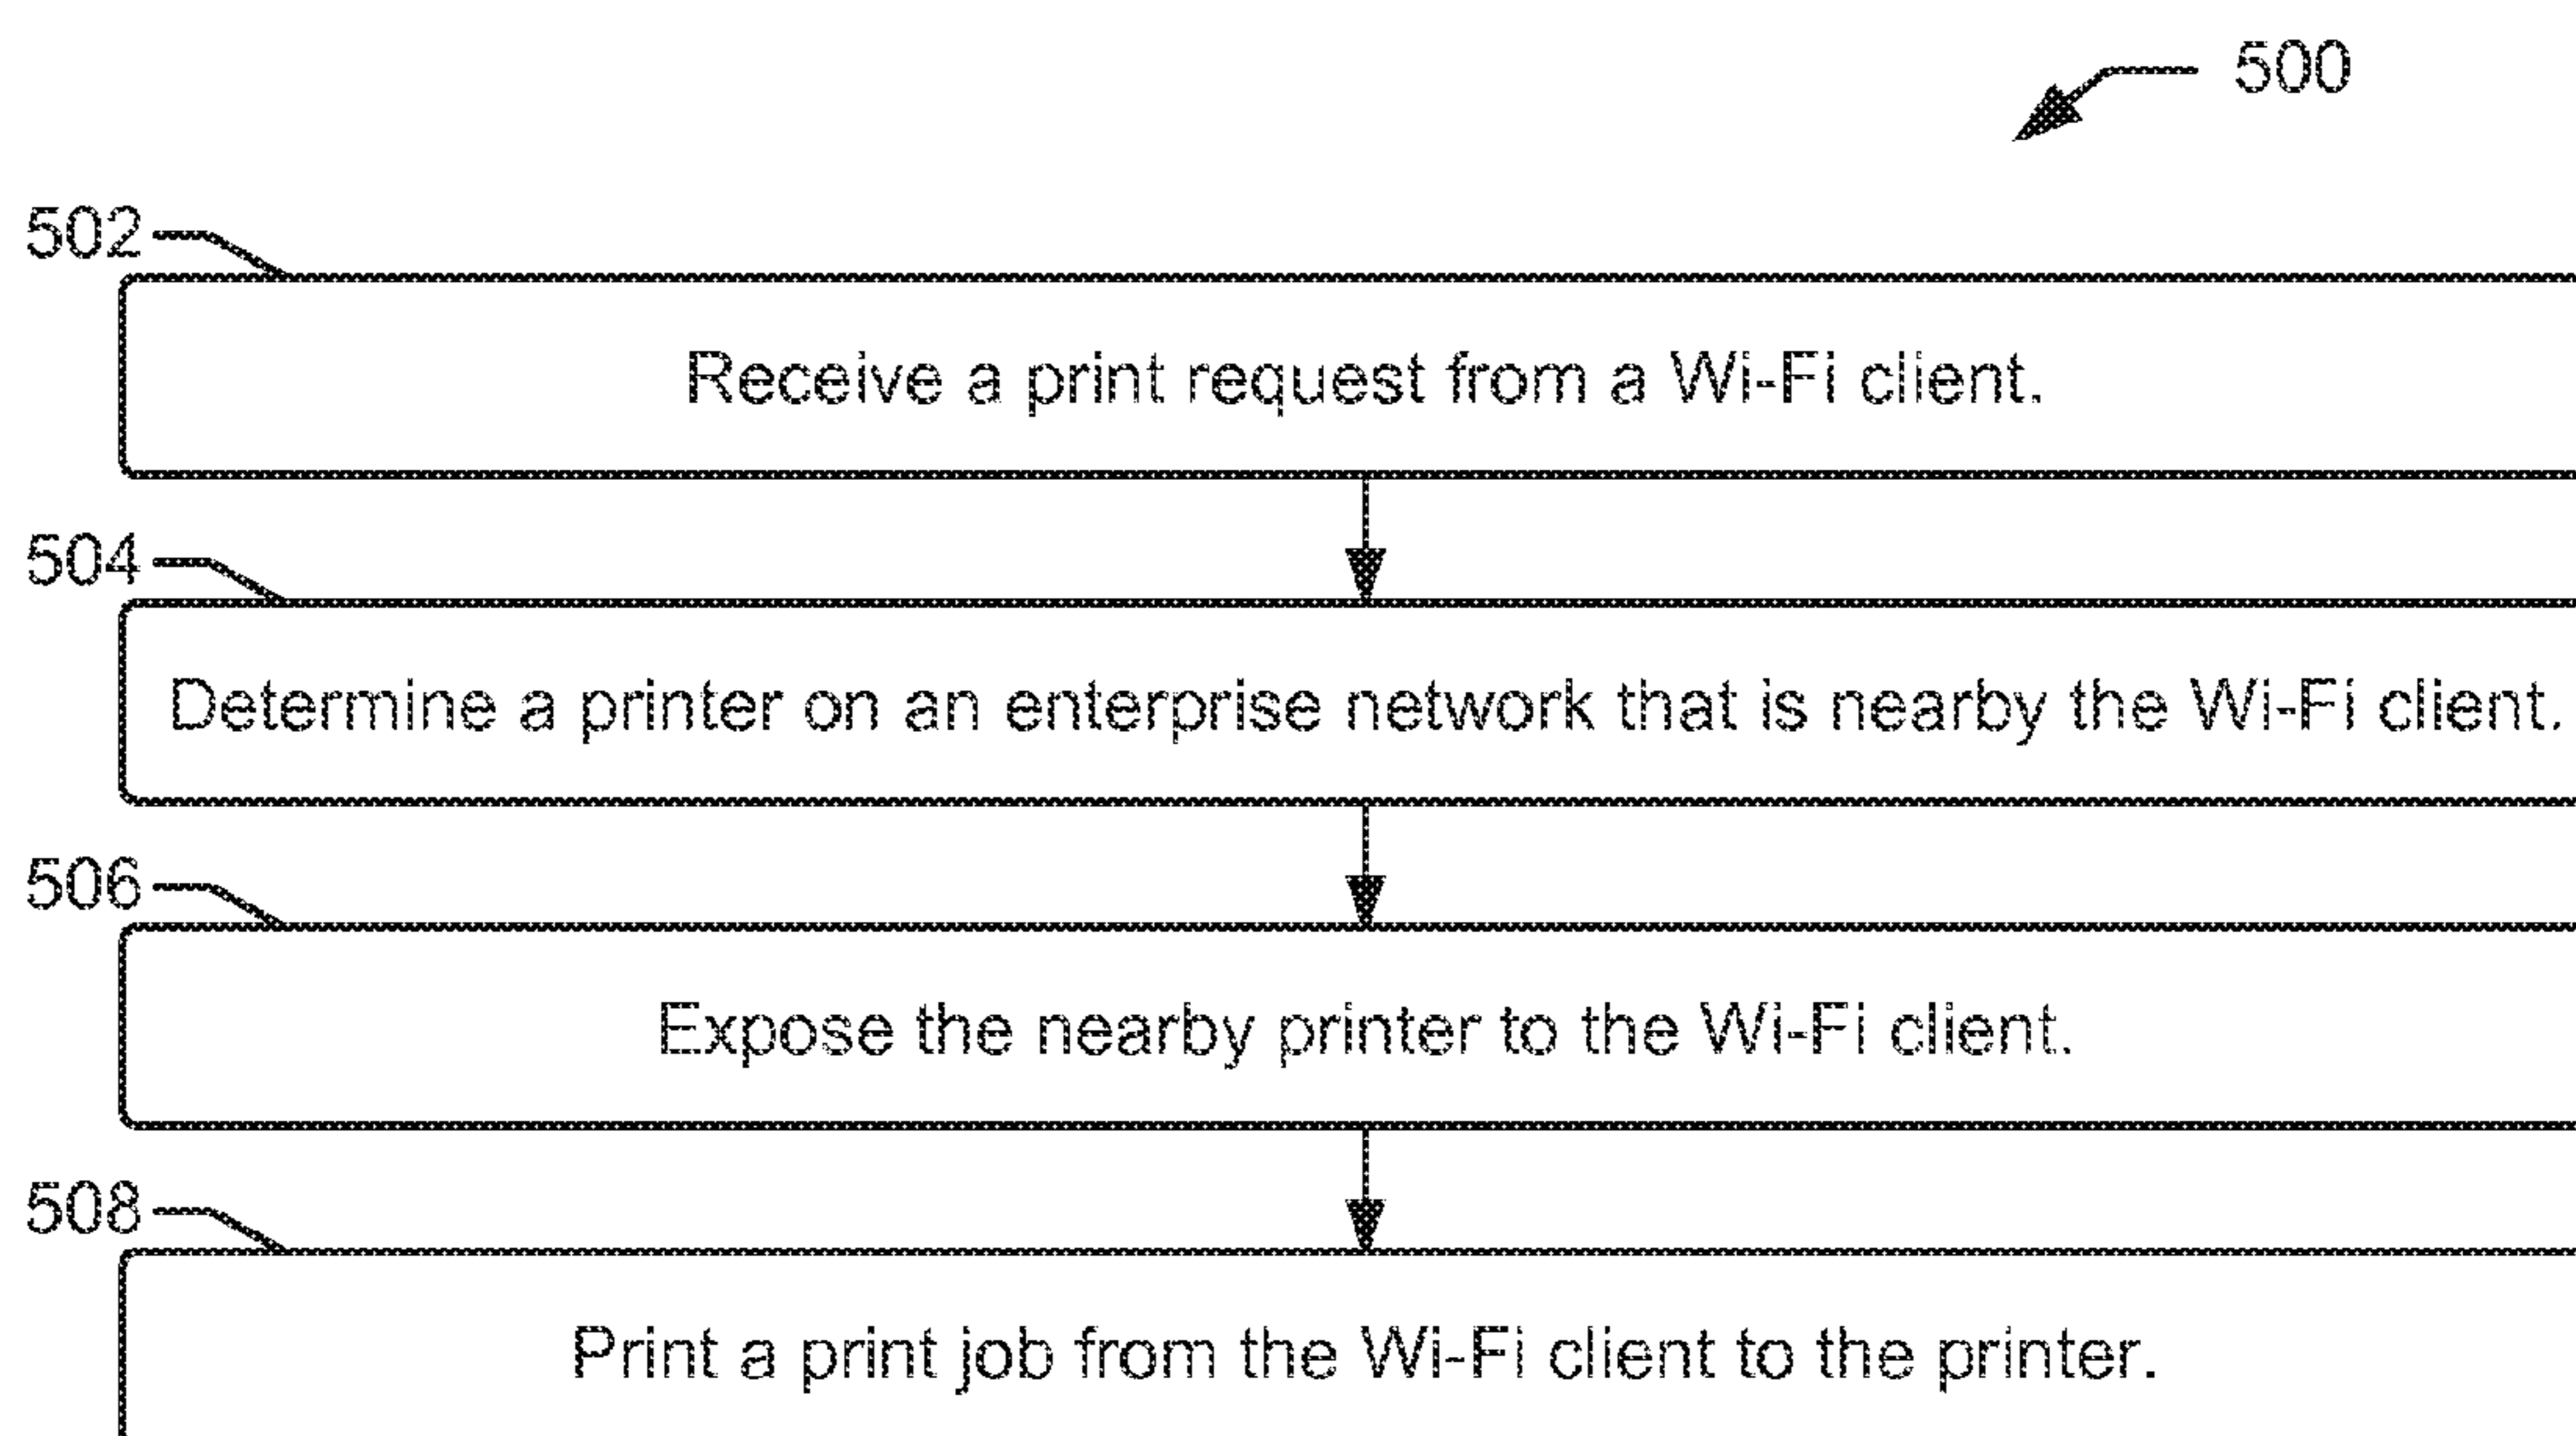 500
502
Receive a print request from a Wi-Fi client.
504
Determine a printer on an enterprise network that is nearby the Wi-Fi client.
506
Expose the nearby printer to the Wi-Fi client.
508
Print a print job from the Wi-Fi client to the printer.